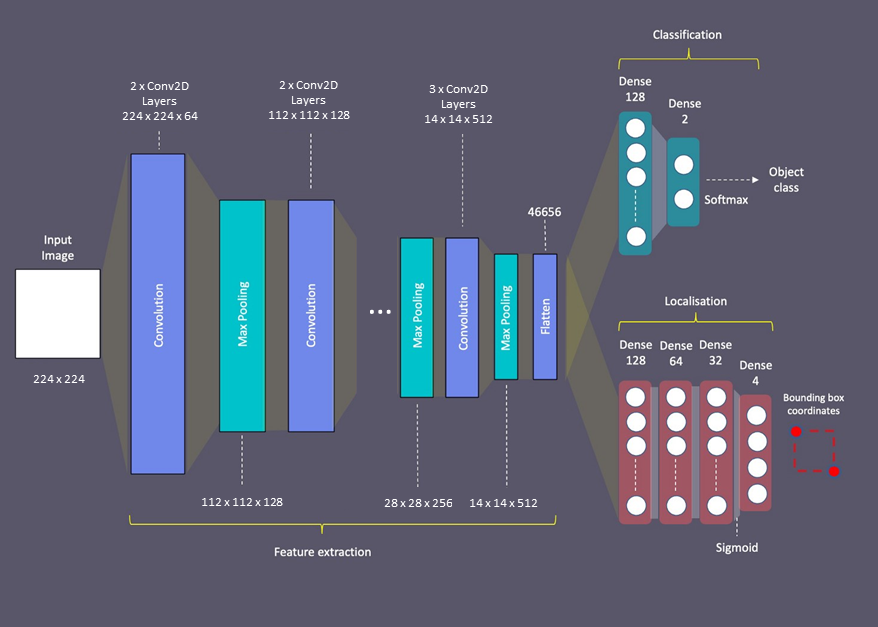 Classification
Dense
128
Dense
2
2 x Conv2D
Layers
224 x 224 x 64
2 x Conv2D
Layers
112 x 112 x 128
3 x Conv2D
Layers
14 x 14 x 512
Object
class
Softmax
46656
Input
Image
Convolution
Max Pooling
Convolution
...
Max Pooling
Convolution
Max Pooling
Flatten
224 x 224
Localisation
Dense
128
Dense
64
Dense
32
Dense
4
Bounding box
coordinates
112 x 112 x 128
28 x 28 x 256
14 x 14 x 512
Feature extraction
Sigmoid